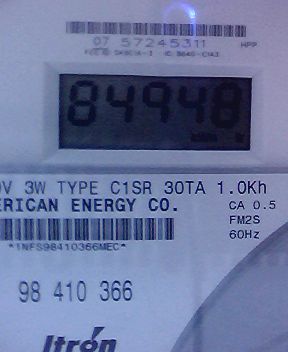 07 57245311 HPP
84948
0V 3W TYPE C1SR 30TA 1.0Kh
ERICAN ENERGY CO. CA 0.5
FM2S
*1NFS98410366MEC* 60Hz
98 410 366
Itron